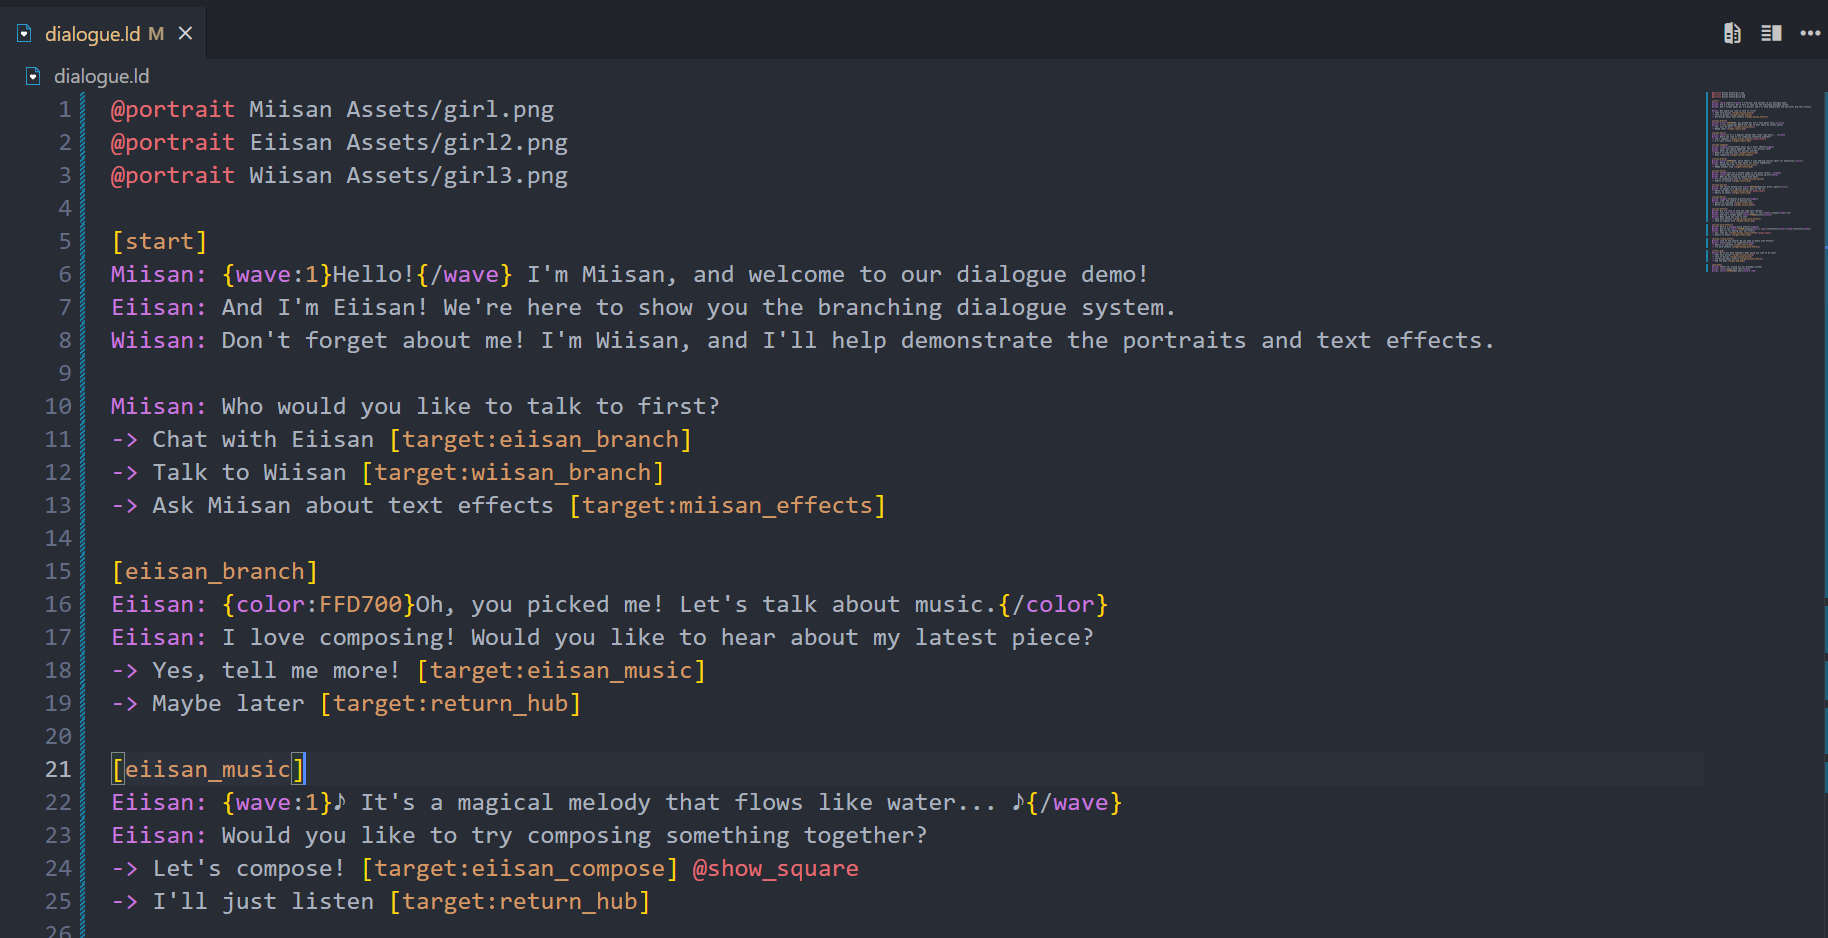 dialogue.ld M
dialogue.ld
1 @portrait Miisan Assets/girl.png
2 @portrait Eiisan Assets/girl2.png
3 @portrait Wiisan Assets/girl3.png
4
5 [start]
6 Miisan: {wave:1}Hello!{/wave} I'm Miisan, and welcome to our dialogue demo!
7 Eiisan: And I'm Eiisan! We're here to show you the branching dialogue system.
8 Wiisan: Don't forget about me! I'm Wiisan, and I'll help demonstrate the portraits and text effects.
9
10 Miisan: Who would you like to talk to first?
11 -> Chat with Eiisan [target:eiisan_branch]
12 -> Talk to Wiisan [target:wiisan_branch]
13 -> Ask Miisan about text effects [target:miisan_effects]
14
15 [eiisan_branch]
16 Eiisan: {color:FFD700}Oh, you picked me! Let's talk about music.{/color}
17 Eiisan: I love composing! Would you like to hear about my latest piece?
18 -> Yes, tell me more! [target:eiisan_music]
19 -> Maybe later [target:return_hub]
20
21 [eiisan_music]
22 Eiisan: {wave:1}♪ It's a magical melody that flows like water... ♪{/wave}
23 Eiisan: Would you like to try composing something together?
24 -> Let's compose! [target:eiisan_compose] @show_square
25 -> I'll just listen [target:return_hub]
26